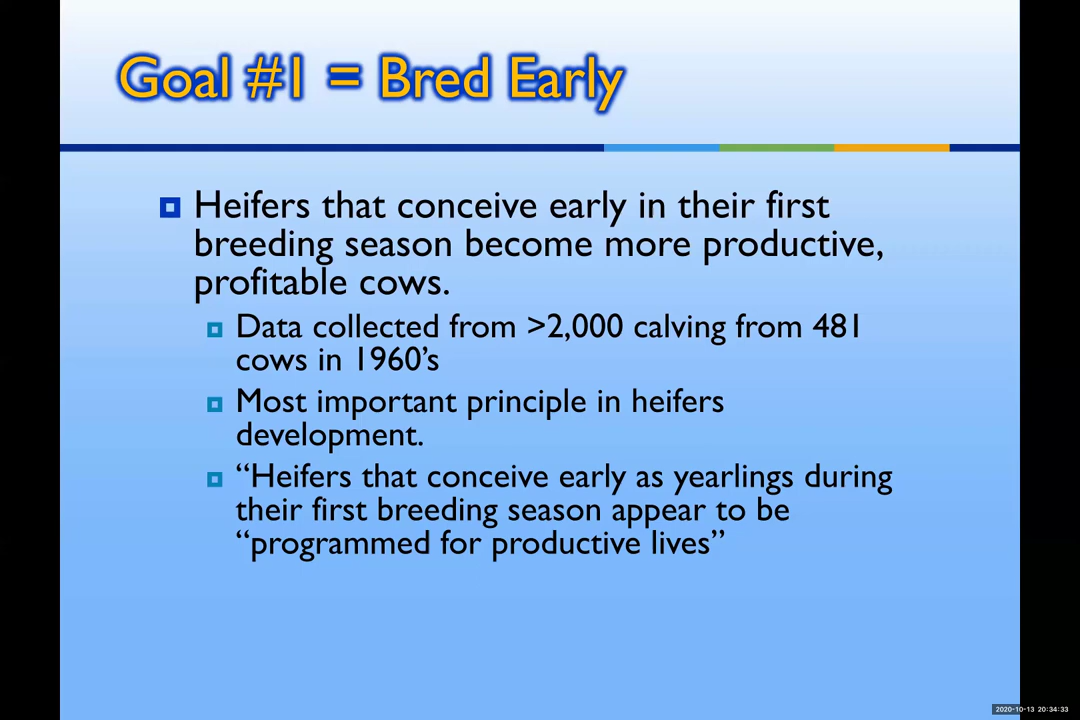 Goal #1 = Bred Early
Heifers that conceive early in their first
breeding season become more productive,
profitable cows.
Data collected from >2,000 calving from 481
cows in 1960's
Most important principle in heifers
development.
“Heifers that conceive early as yearlings during
their first breeding season appear to be
“programmed for productive lives”
2020-10-13 20:34:33